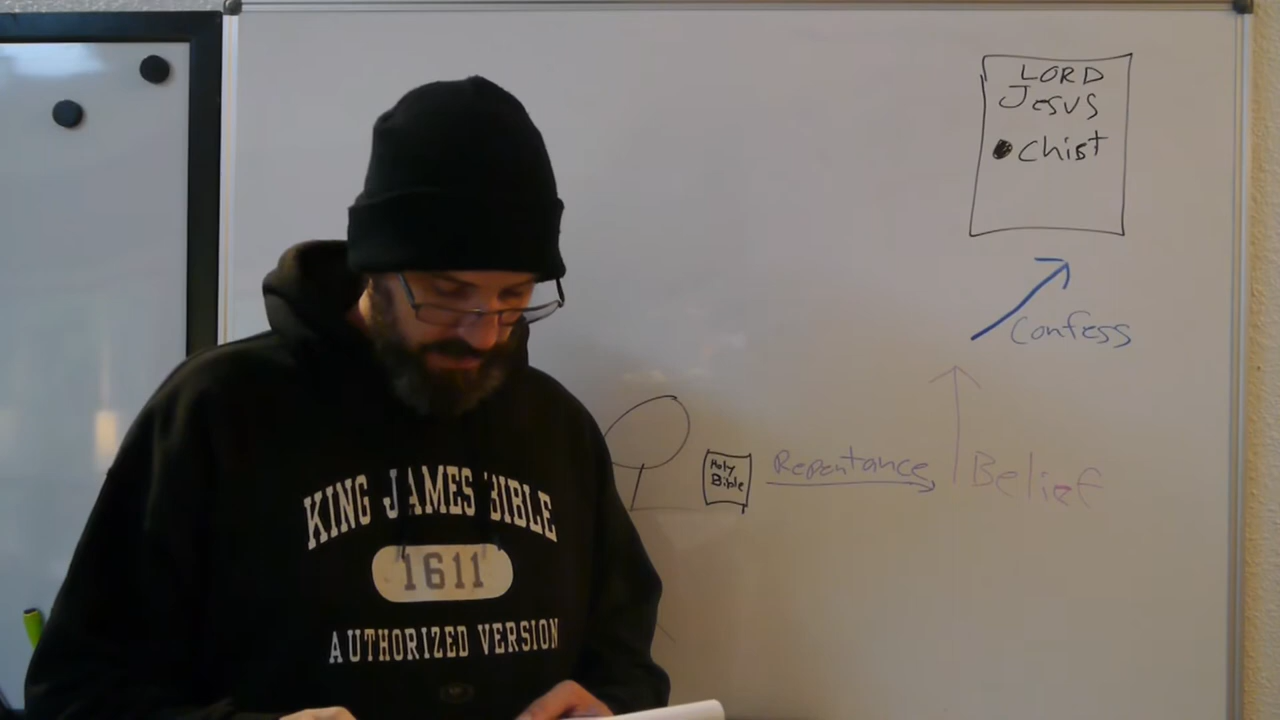 LORD
Jesus
Chist
Confess
Holy
Bible
Repentance
Belief
KING JAMES BIBLE
1611
AUTHORIZED VERSION